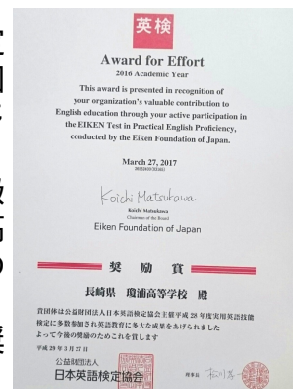 英検
Award for Effort
2016 Academic Year
This award is presented in recognition of
your organization's valuable contribution to
English education through your active participation in
the EIKEN Test in Practical English Proficiency,
conducted by the Eiken Foundation of Japan.
March 27, 2017
Koichi Matsukawa
Koichi Matsukawa
Chairman of the Board
Eiken Foundation of Japan
奨励賞
長崎県 瓊浦高等学校 殿
貴団体は公益財団法人日本英語検定協会主催平成28年度実用英語技能
検定に多数参加され英語教育に多大な成果をあげられました
よって今後の奨励のためこれを賞します
平成29年3月27日
公益財団法人
日本英語検定協会
理事長